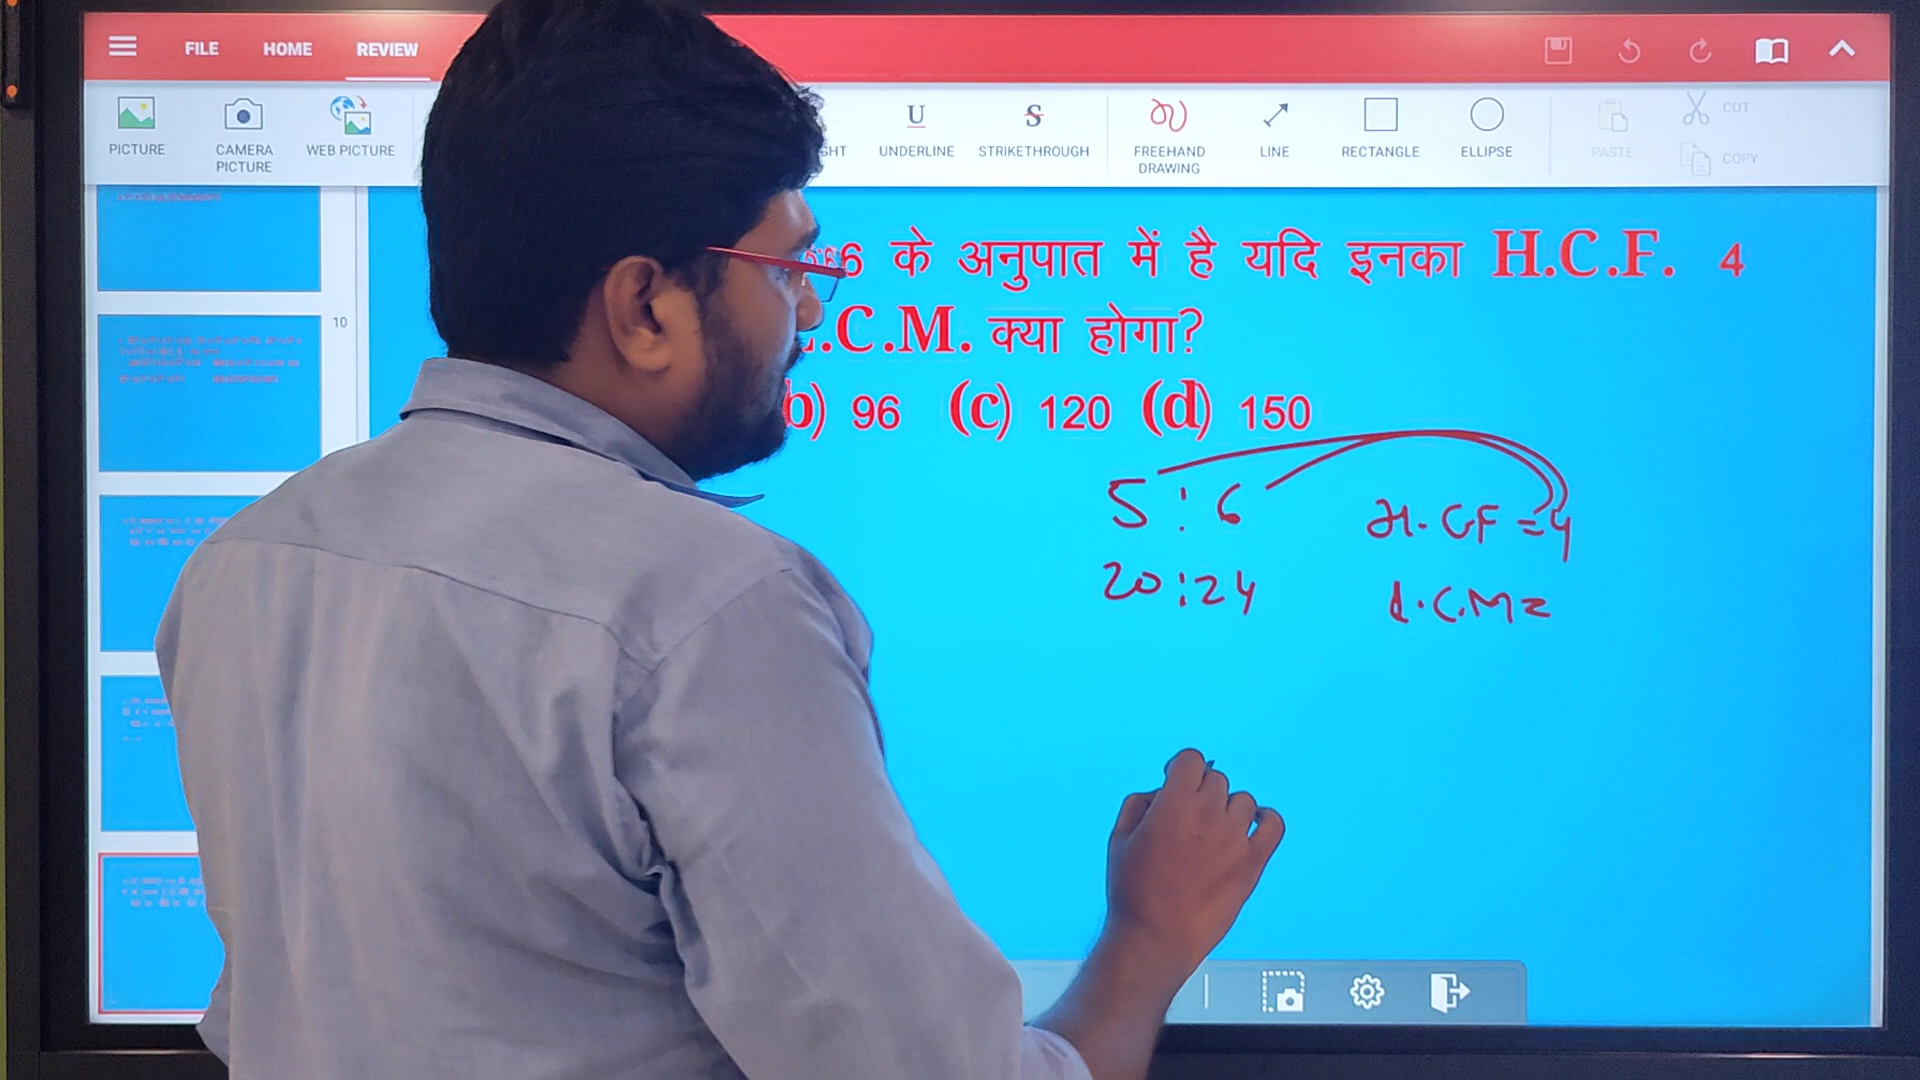 FILE HOME REVIEW
PICTURE
CAMERA PICTURE
WEB PICTURE
UNDERLINE
STRIKETHROUGH
FREEHAND DRAWING
LINE
RECTANGLE
ELLIPSE
PASTE
CUT
COPY
10
6 के अनुपात में है यदि इनका H.C.F. 4
.C.M. क्या होगा?
b) 96 (c) 120 (d) 150
5 : 6 H.C.F = 4
20 : 24 L.C.M =